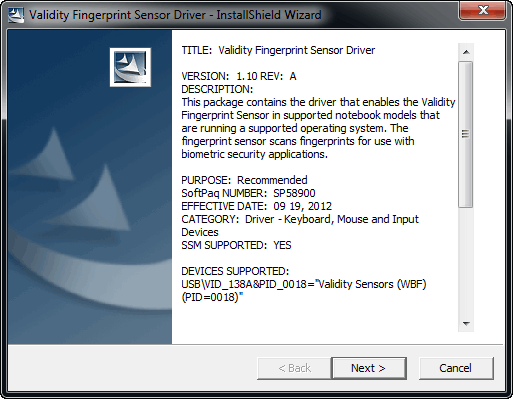 Validity Fingerprint Sensor Driver - InstallShield Wizard
TITLE: Validity Fingerprint Sensor Driver
VERSION: 1.10 REV: A
DESCRIPTION:
This package contains the driver that enables the Validity
Fingerprint Sensor in supported notebook models that
are running a supported operating system. The
fingerprint sensor scans fingerprints for use with
biometric security applications.
PURPOSE: Recommended
SoftPaq NUMBER: SP58900
EFFECTIVE DATE: 09 19, 2012
CATEGORY: Driver - Keyboard, Mouse and Input
Devices
SSM SUPPORTED: YES
DEVICES SUPPORTED:
USB\VID_138A&PID_0018="Validity Sensors (WBF)
(PID=0018)"
< Back
Next >
Cancel